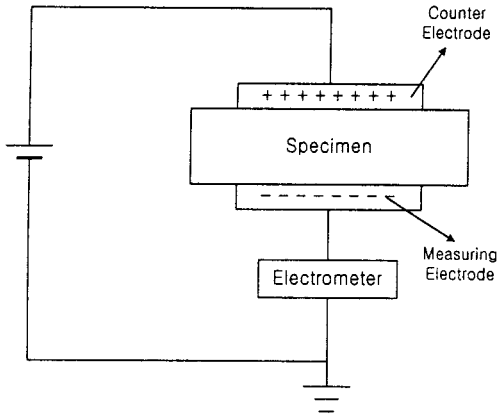 Counter
Electrode
+ + + + + + + +
Specimen
– – – – – – – – –
Measuring
Electrode
Electrometer